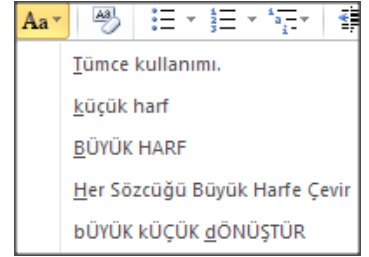 Aa
Tümce kullanımı.
küçük harf
BÜYÜK HARF
Her Sözcüğü Büyük Harfe Çevir
bÜYÜK kÜÇÜK dÖNÜŞTÜR